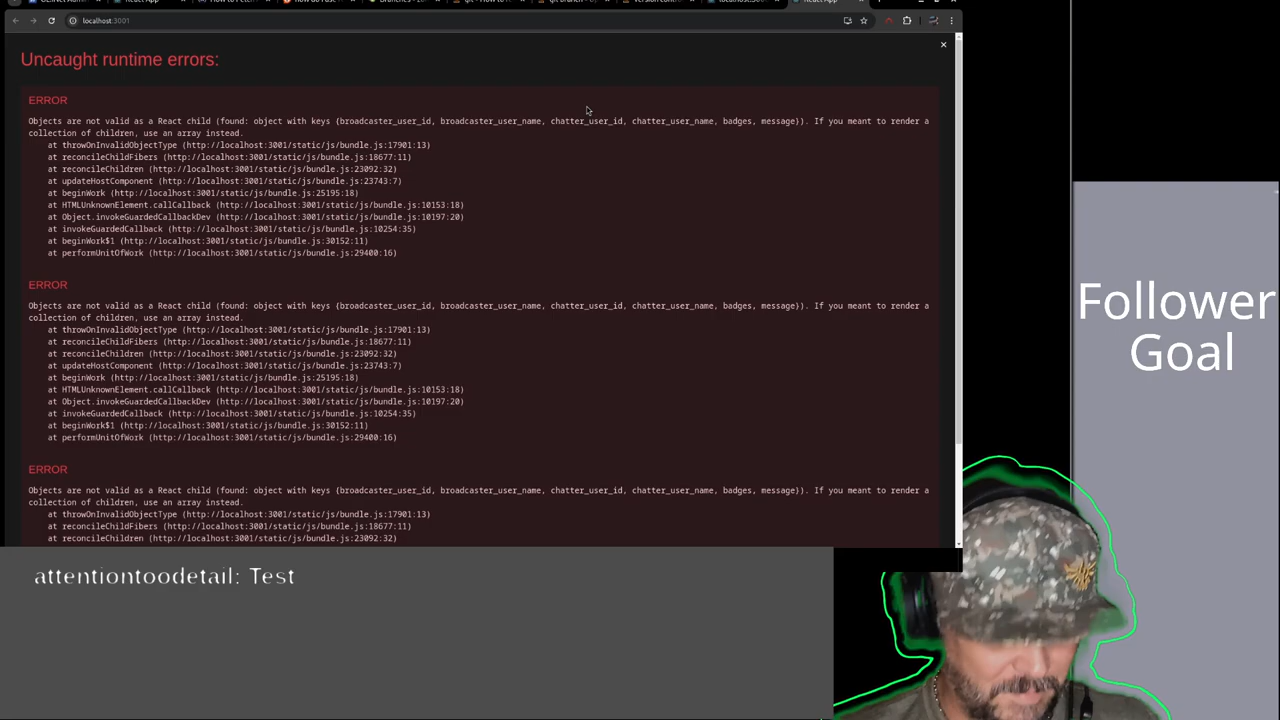 React App
localhost:3001
Uncaught runtime errors:
ERROR
Objects are not valid as a React child (found: object with keys {broadcaster_user_id, broadcaster_user_name, chatter_user_id, chatter_user_name, badges, message}). If you meant to render a
collection of children, use an array instead.
at throwOnInvalidObjectType (http://localhost:3001/static/js/bundle.js:17901:13)
at reconcileChildFibers (http://localhost:3001/static/js/bundle.js:18677:11)
at reconcileChildren (http://localhost:3001/static/js/bundle.js:23092:32)
at updateHostComponent (http://localhost:3001/static/js/bundle.js:23743:7)
at beginWork (http://localhost:3001/static/js/bundle.js:25195:18)
at HTMLUnknownElement.callCallback (http://localhost:3001/static/js/bundle.js:10153:18)
at Object.invokeGuardedCallbackDev (http://localhost:3001/static/js/bundle.js:10197:20)
at invokeGuardedCallback (http://localhost:3001/static/js/bundle.js:10254:35)
at beginWork$1 (http://localhost:3001/static/js/bundle.js:30152:11)
at performUnitOfWork (http://localhost:3001/static/js/bundle.js:29400:16)
ERROR
Objects are not valid as a React child (found: object with keys {broadcaster_user_id, broadcaster_user_name, chatter_user_id, chatter_user_name, badges, message}). If you meant to render a
collection of children, use an array instead.
at throwOnInvalidObjectType (http://localhost:3001/static/js/bundle.js:17901:13)
at reconcileChildFibers (http://localhost:3001/static/js/bundle.js:18677:11)
at reconcileChildren (http://localhost:3001/static/js/bundle.js:23092:32)
at updateHostComponent (http://localhost:3001/static/js/bundle.js:23743:7)
at beginWork (http://localhost:3001/static/js/bundle.js:25195:18)
at HTMLUnknownElement.callCallback (http://localhost:3001/static/js/bundle.js:10153:18)
at Object.invokeGuardedCallbackDev (http://localhost:3001/static/js/bundle.js:10197:20)
at invokeGuardedCallback (http://localhost:3001/static/js/bundle.js:10254:35)
at beginWork$1 (http://localhost:3001/static/js/bundle.js:30152:11)
at performUnitOfWork (http://localhost:3001/static/js/bundle.js:29400:16)
ERROR
Objects are not valid as a React child (found: object with keys {broadcaster_user_id, broadcaster_user_name, chatter_user_id, chatter_user_name, badges, message}). If you meant to render a
collection of children, use an array instead.
at throwOnInvalidObjectType (http://localhost:3001/static/js/bundle.js:17901:13)
at reconcileChildFibers (http://localhost:3001/static/js/bundle.js:18677:11)
at reconcileChildren (http://localhost:3001/static/js/bundle.js:23092:32)
Follower
Goal
attentiontoodetail: Test